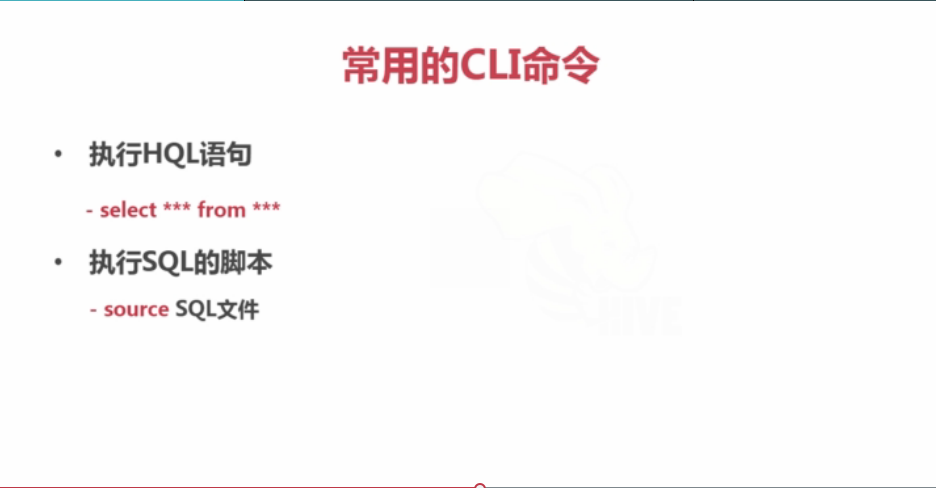 常用的CLI命令
• 执行HQL语句
- select *** from ***
• 执行SQL的脚本
- source SQL文件
HIVE